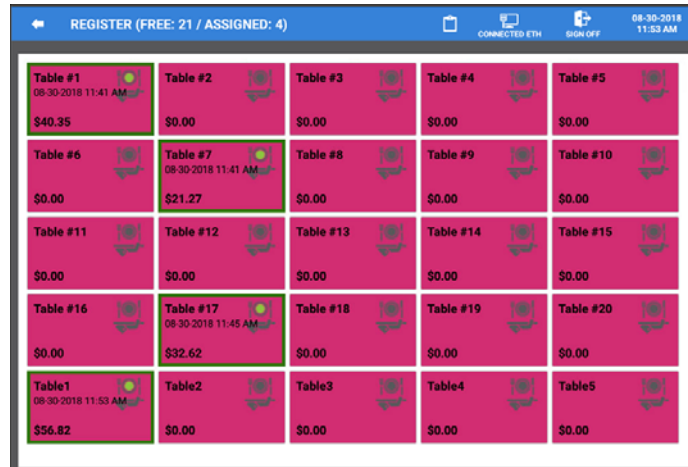 REGISTER (FREE: 21 / ASSIGNED: 4)
CONNECTED ETH
SIGN OFF
08-30-2018
11:53 AM
Table #1
08-30-2018 11:41 AM
$40.35
Table #2
$0.00
Table #3
$0.00
Table #4
$0.00
Table #5
$0.00
Table #6
$0.00
Table #7
08-30-2018 11:41 AM
$21.27
Table #8
$0.00
Table #9
$0.00
Table #10
$0.00
Table #11
$0.00
Table #12
$0.00
Table #13
$0.00
Table #14
$0.00
Table #15
$0.00
Table #16
$0.00
Table #17
08-30-2018 11:45 AM
$32.62
Table #18
$0.00
Table #19
$0.00
Table #20
$0.00
Table1
08-30-2018 11:53 AM
$56.82
Table2
$0.00
Table3
$0.00
Table4
$0.00
Table5
$0.00